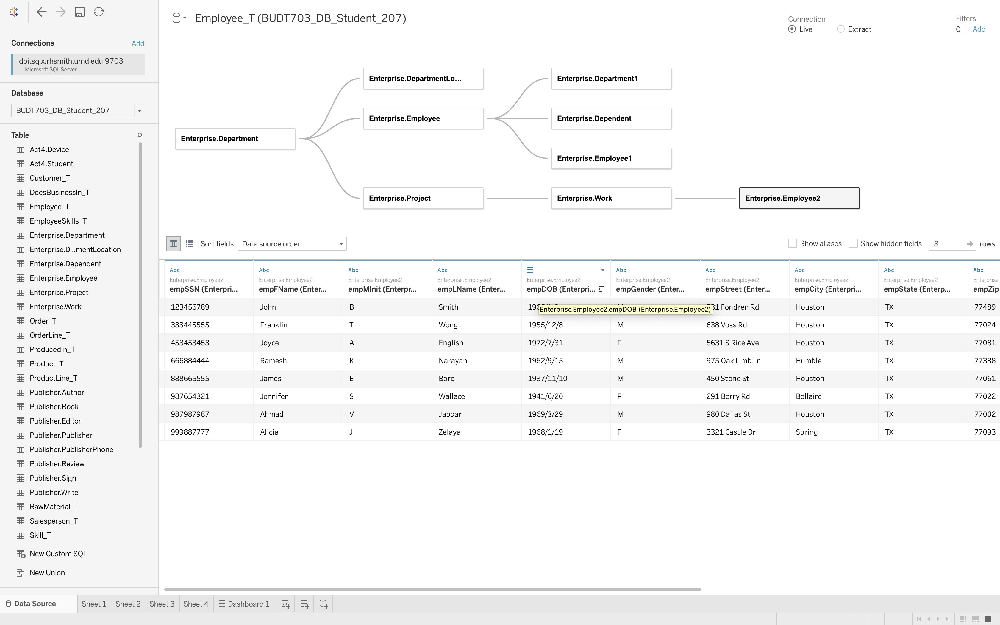 Employee_T (BUDT703_DB_Student_207)
Connection
Live
Extract
Filters
0
Add
Connections
Add
doitsqlx.rhsmith.umd.edu,9703
Microsoft SQL Server
Database
BUDT703_DB_Student_207
Table
Act4.Device
Act4.Student
Customer_T
DoesBusinessIn_T
Employee_T
EmployeeSkills_T
Enterprise.Department
Enterprise.D...mentLocation
Enterprise.Dependent
Enterprise.Employee
Enterprise.Project
Enterprise.Work
Order_T
OrderLine_T
ProducedIn_T
Product_T
ProductLine_T
Publisher.Author
Publisher.Book
Publisher.Editor
Publisher.Publisher
Publisher.PublisherPhone
Publisher.Review
Publisher.Sign
Publisher.Write
RawMaterial_T
Salesperson_T
Skill_T
New Custom SQL
New Union
Enterprise.Department
Enterprise.DepartmentLo...
Enterprise.Employee
Enterprise.Project
Enterprise.Department1
Enterprise.Dependent
Enterprise.Employee1
Enterprise.Work
Enterprise.Employee2
Sort fields
Data source order
Show aliases
Show hidden fields
8
rows
Abc Abc Abc Abc Abc Abc Abc Abc Abc
Enterprise.Employee2 Enterprise.Employee2 Enterprise.Employee2 Enterprise.Employee2 Enterprise.Employee2 Enterprise.Employee2 Enterprise.Employee2 Enterprise.Employee2 Enterprise.Employee2 Enterprise.
empSSN (Enterpri... empFName (Enter... empMInit (Enterpr... empLName (Enter... empDOB (Enterpri... empGender (Enter... empStreet (Enter... empCity (Enterpri... empState (Enterp... empZip
123456789 John B Smith Fondren Rd Houston TX 77489
Enterprise.Employee2.empDOB (Enterprise.Employee2)
333445555 Franklin T Wong 1955/12/8 M 638 Voss Rd Houston TX 77024
453453453 Joyce A English 1972/7/31 F 5631 S Rice Ave Houston TX 77081
666884444 Ramesh K Narayan 1962/9/15 M 975 Oak Limb Ln Humble TX 77338
888665555 James E Borg 1937/11/10 M 450 Stone St Houston TX 77061
987654321 Jennifer S Wallace 1941/6/20 F 291 Berry Rd Bellaire TX 77022
987987987 Ahmad V Jabbar 1969/3/29 M 980 Dallas St Houston TX 77002
999887777 Alicia J Zelaya 1968/1/19 F 3321 Castle Dr Spring TX 77093
Data Source
Sheet 1
Sheet 2
Sheet 3
Sheet 4
Dashboard 1